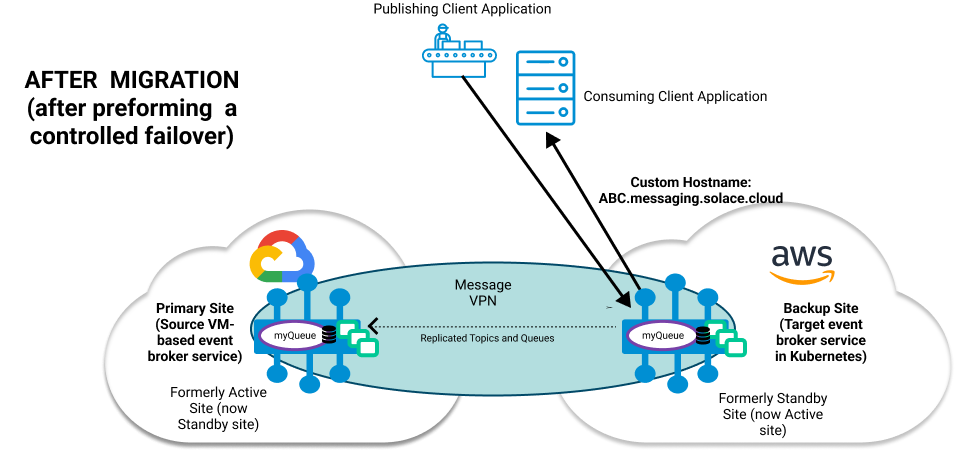 Publishing Client Application
AFTER MIGRATION
(after preforming a
controlled failover)
Consuming Client Application
Custom Hostname:
ABC.messaging.solace.cloud
aws
Message
VPN
Primary Site
(Source VM-
based event
broker service)
myQueue
Replicated Topics and Queues
myQueue
Backup Site
(Target event
broker service
in Kubernetes)
Formerly Active
Site (now
Standby site)
Formerly Standby
Site (now Active
site)